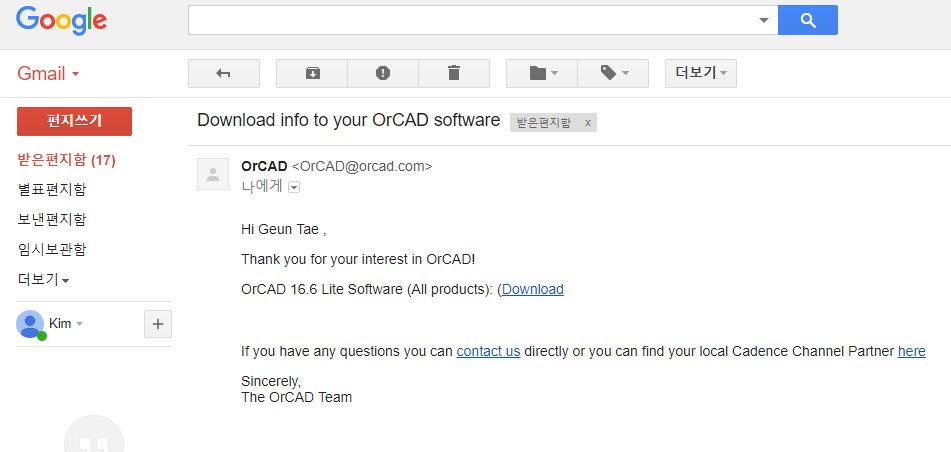 Google
Gmail
더보기
편지쓰기
Download info to your OrCAD software 받은편지함 x
받은편지함 (17)
별표편지함
보낸편지함
임시보관함
더보기
Kim
OrCAD <OrCAD@orcad.com>
나에게
Hi Geun Tae ,
Thank you for your interest in OrCAD!
OrCAD 16.6 Lite Software (All products): (Download
If you have any questions you can contact us directly or you can find your local Cadence Channel Partner here
Sincerely,
The OrCAD Team